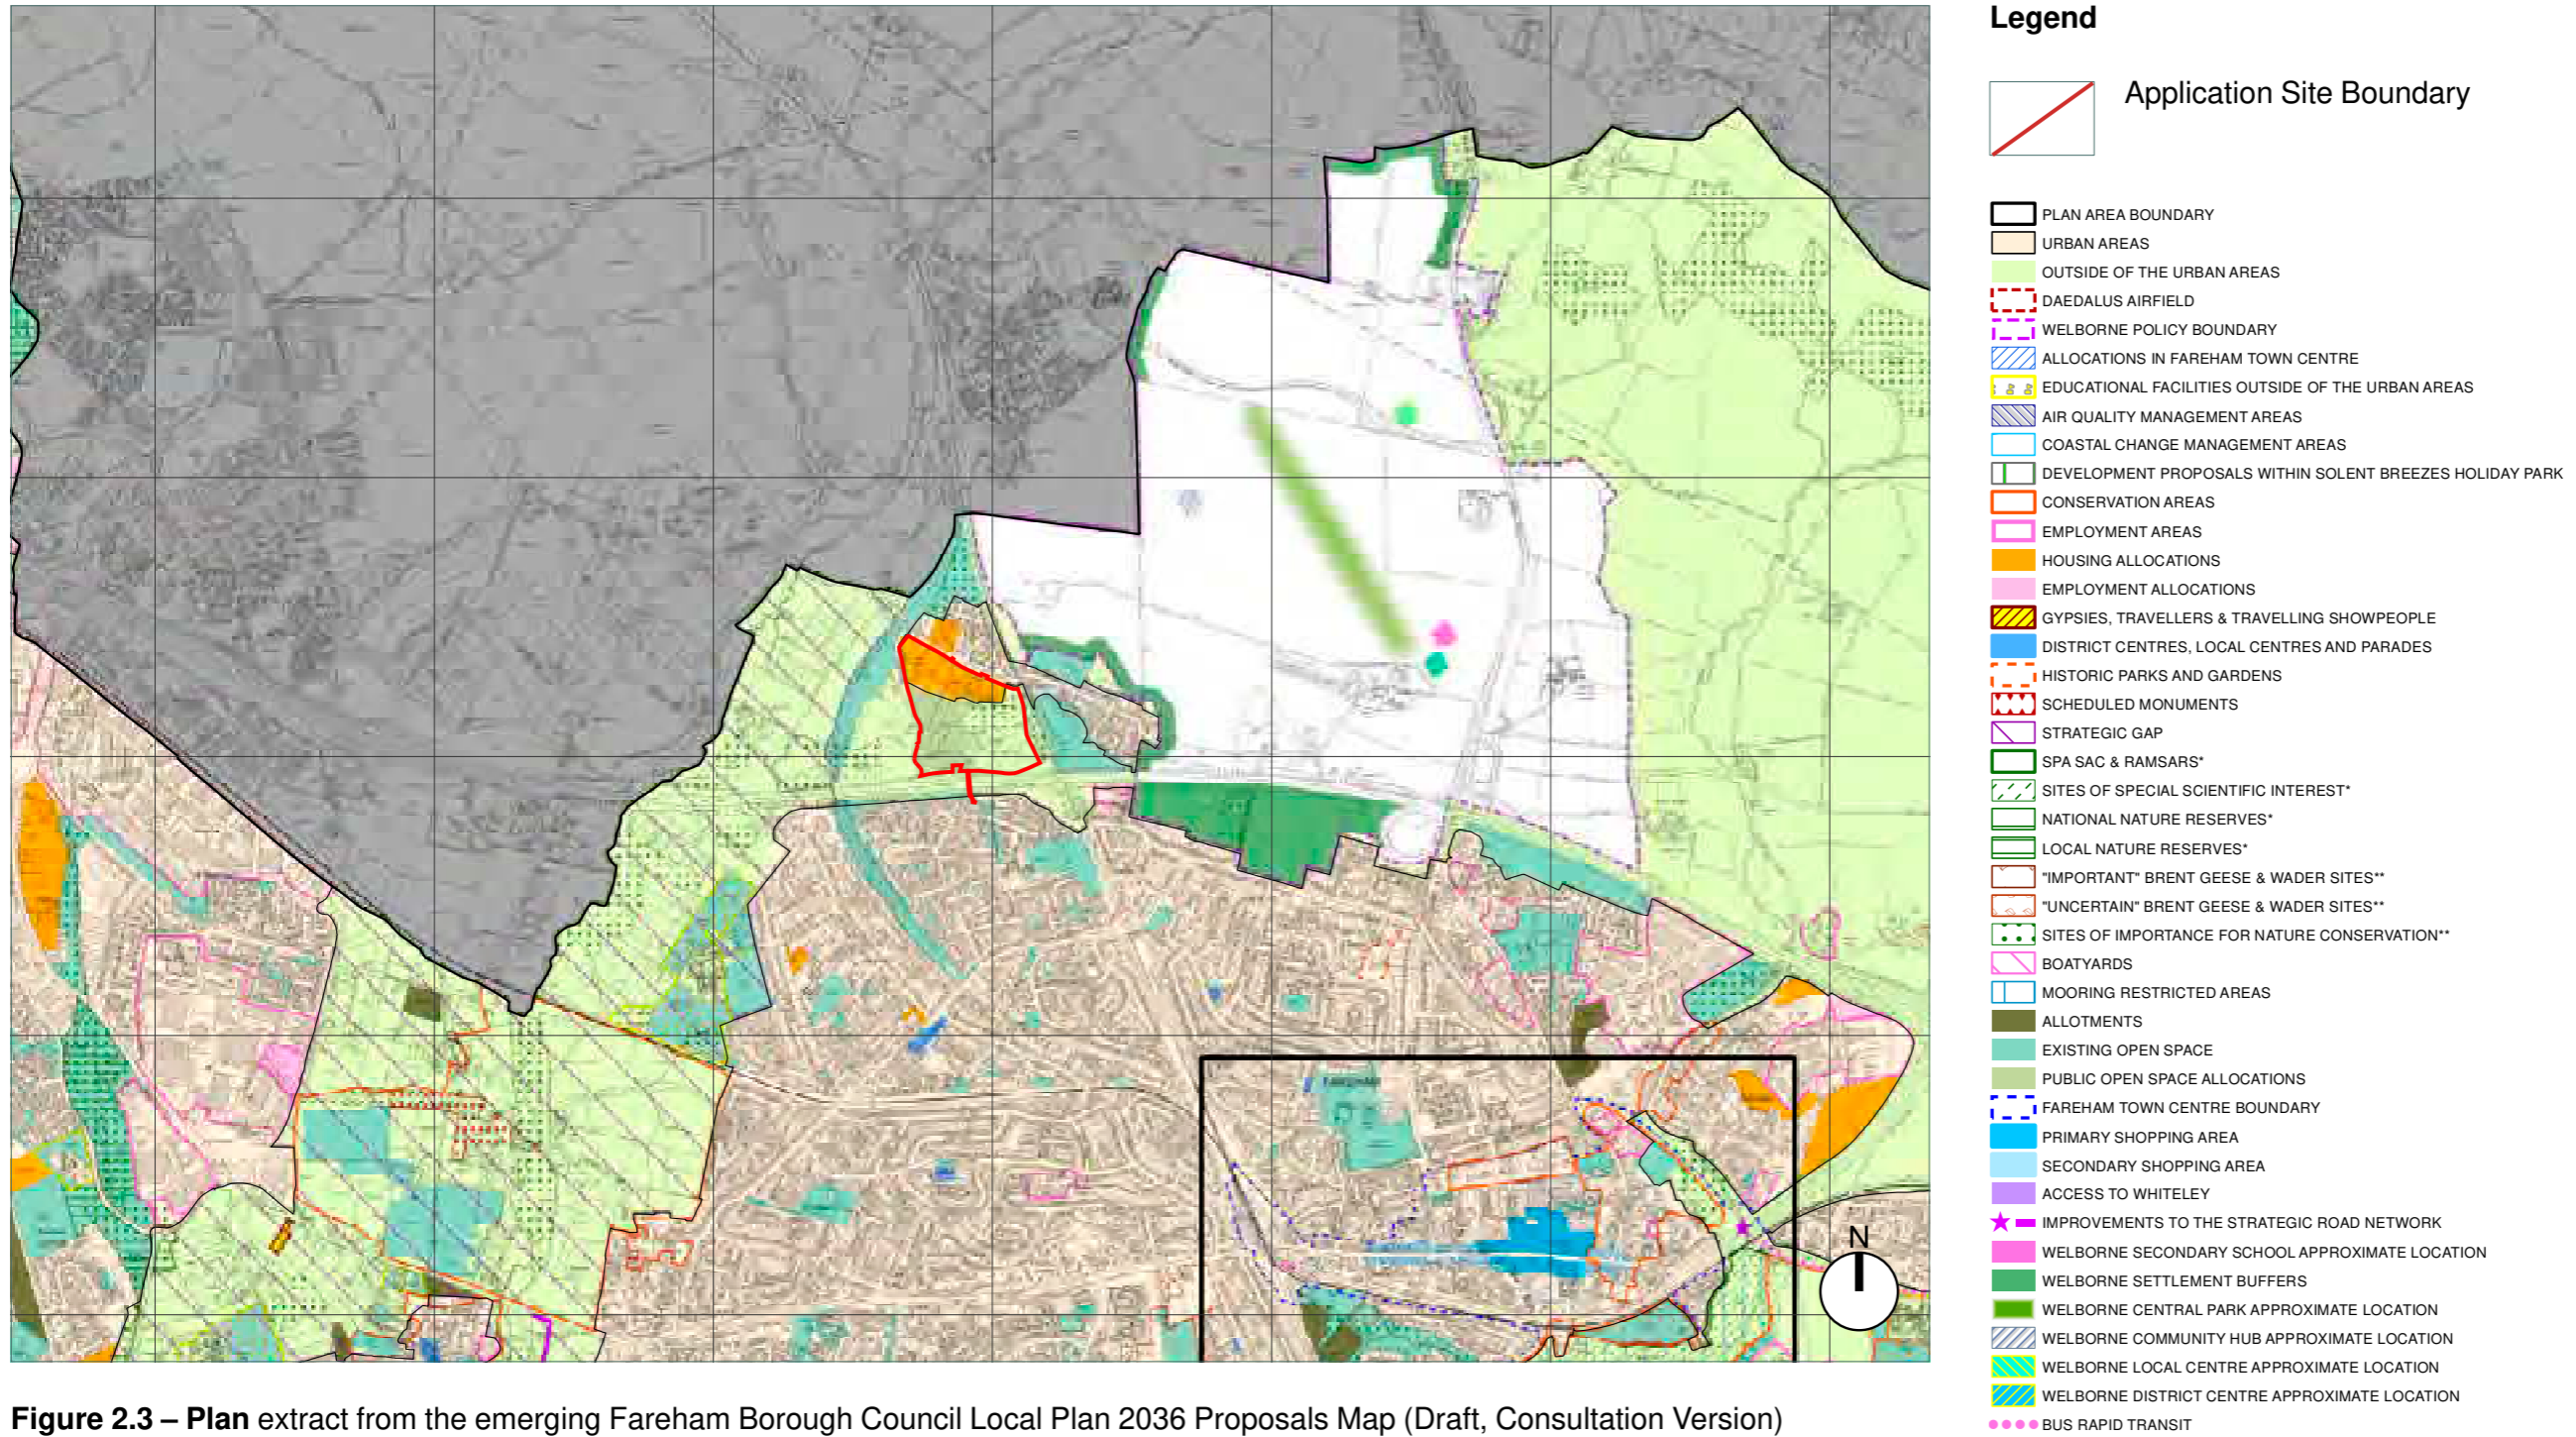 Legend
Application Site Boundary
PLAN AREA BOUNDARY
URBAN AREAS
OUTSIDE OF THE URBAN AREAS
DAEDALUS AIRFIELD
WELBORNE POLICY BOUNDARY
ALLOCATIONS IN FAREHAM TOWN CENTRE
EDUCATIONAL FACILITIES OUTSIDE OF THE URBAN AREAS
AIR QUALITY MANAGEMENT AREAS
COASTAL CHANGE MANAGEMENT AREAS
DEVELOPMENT PROPOSALS WITHIN SOLENT BREEZES HOLIDAY PARK
CONSERVATION AREAS
EMPLOYMENT AREAS
HOUSING ALLOCATIONS
EMPLOYMENT ALLOCATIONS
GYPSIES, TRAVELLERS & TRAVELLING SHOWPEOPLE
DISTRICT CENTRES, LOCAL CENTRES AND PARADES
HISTORIC PARKS AND GARDENS
SCHEDULED MONUMENTS
STRATEGIC GAP
SPA SAC & RAMSARS*
SITES OF SPECIAL SCIENTIFIC INTEREST*
NATIONAL NATURE RESERVES*
LOCAL NATURE RESERVES*
"IMPORTANT" BRENT GEESE & WADER SITES**
"UNCERTAIN" BRENT GEESE & WADER SITES**
SITES OF IMPORTANCE FOR NATURE CONSERVATION**
BOATYARDS
MOORING RESTRICTED AREAS
ALLOTMENTS
EXISTING OPEN SPACE
PUBLIC OPEN SPACE ALLOCATIONS
FAREHAM TOWN CENTRE BOUNDARY
PRIMARY SHOPPING AREA
SECONDARY SHOPPING AREA
ACCESS TO WHITELEY
IMPROVEMENTS TO THE STRATEGIC ROAD NETWORK
WELBORNE SECONDARY SCHOOL APPROXIMATE LOCATION
WELBORNE SETTLEMENT BUFFERS
WELBORNE CENTRAL PARK APPROXIMATE LOCATION
WELBORNE COMMUNITY HUB APPROXIMATE LOCATION
WELBORNE LOCAL CENTRE APPROXIMATE LOCATION
WELBORNE DISTRICT CENTRE APPROXIMATE LOCATION
BUS RAPID TRANSIT
N
Figure 2.3 – Plan extract from the emerging Fareham Borough Council Local Plan 2036 Proposals Map (Draft, Consultation Version)